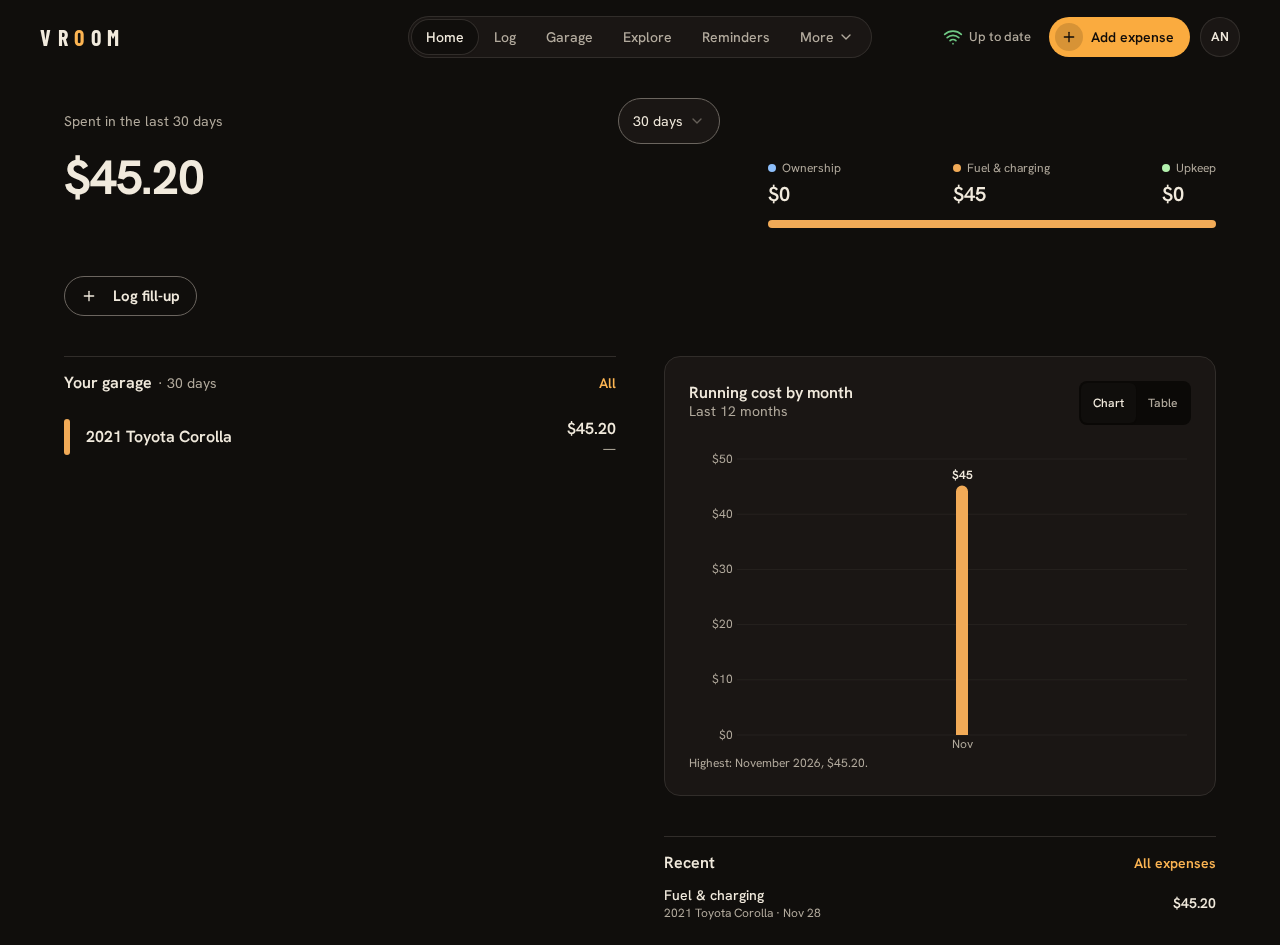 VROOM
Home
Log
Garage
Explore
Reminders
More
Up to date
Add expense
AN
Spent in the last 30 days
30 days
$45.20
Ownership
$0
Fuel & charging
$45
Upkeep
$0
Log fill-up
Your garage · 30 days
All
2021 Toyota Corolla
$45.20
—
Running cost by month
Last 12 months
Chart
Table
$50
$45
$40
$30
$20
$10
$0
Nov
Highest: November 2026, $45.20.
Recent
All expenses
Fuel & charging
2021 Toyota Corolla · Nov 28
$45.20